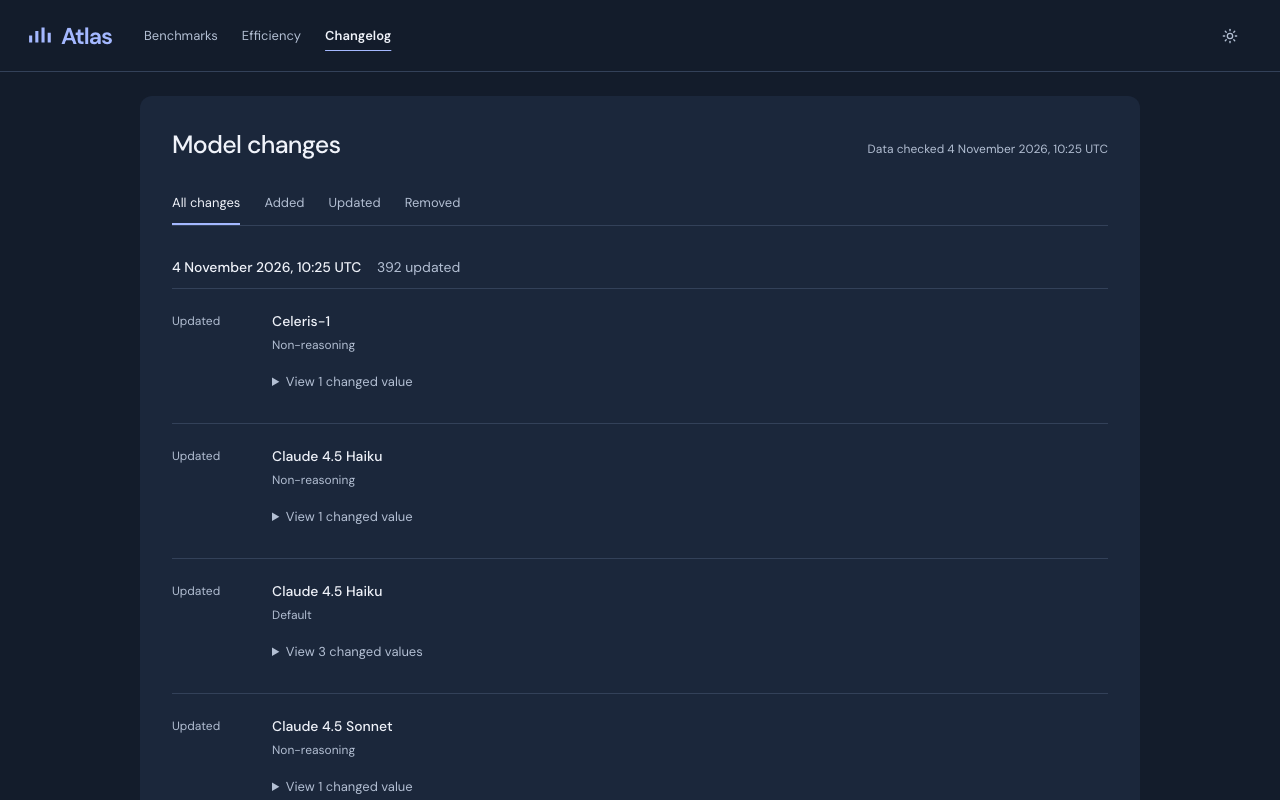 Atlas Benchmarks Efficiency Changelog
Model changes
Data checked 4 November 2026, 10:25 UTC
All changes Added Updated Removed
4 November 2026, 10:25 UTC 392 updated
Updated Celeris-1
Non-reasoning
View 1 changed value
Updated Claude 4.5 Haiku
Non-reasoning
View 1 changed value
Updated Claude 4.5 Haiku
Default
View 3 changed values
Updated Claude 4.5 Sonnet
Non-reasoning
View 1 changed value